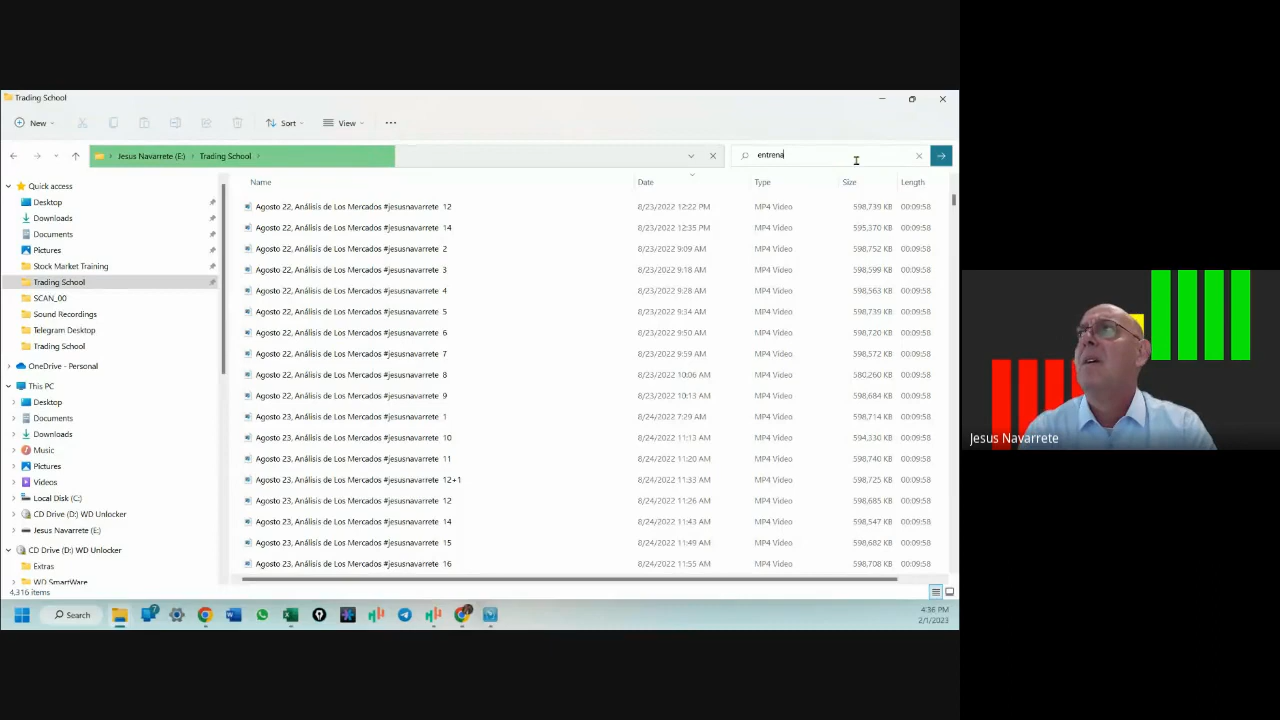 Trading School
New
Sort
View
Jesus Navarrete (E:) Trading School
entrena
Name Date Type Size Length
Quick access
Desktop
Downloads
Documents
Pictures
Stock Market Training
Trading School
SCAN_00
Sound Recordings
Telegram Desktop
Trading School
OneDrive - Personal
This PC
Desktop
Documents
Downloads
Music
Pictures
Videos
Local Disk (C:)
CD Drive (D:) WD Unlocker
Jesus Navarrete (E:)
CD Drive (D:) WD Unlocker
Extras
WD SmartWare
Agosto 22, Análisis de Los Mercados #jesusnavarrete 12 8/23/2022 12:22 PM MP4 Video 598,739 KB 00:09:58
Agosto 22, Análisis de Los Mercados #jesusnavarrete 14 8/23/2022 12:35 PM MP4 Video 595,370 KB 00:09:58
Agosto 22, Análisis de Los Mercados #jesusnavarrete 2 8/23/2022 9:09 AM MP4 Video 598,752 KB 00:09:58
Agosto 22, Análisis de Los Mercados #jesusnavarrete 3 8/23/2022 9:18 AM MP4 Video 598,599 KB 00:09:58
Agosto 22, Análisis de Los Mercados #jesusnavarrete 4 8/23/2022 9:28 AM MP4 Video 598,563 KB 00:09:58
Agosto 22, Análisis de Los Mercados #jesusnavarrete 5 8/23/2022 9:34 AM MP4 Video 598,739 KB 00:09:58
Agosto 22, Análisis de Los Mercados #jesusnavarrete 6 8/23/2022 9:50 AM MP4 Video 598,720 KB 00:09:58
Agosto 22, Análisis de Los Mercados #jesusnavarrete 7 8/23/2022 9:59 AM MP4 Video 598,572 KB 00:09:58
Agosto 22, Análisis de Los Mercados #jesusnavarrete 8 8/23/2022 10:06 AM MP4 Video 580,260 KB 00:09:58
Agosto 22, Análisis de Los Mercados #jesusnavarrete 9 8/23/2022 10:13 AM MP4 Video 598,684 KB 00:09:58
Agosto 23, Análisis de Los Mercados #jesusnavarrete 1 8/24/2022 7:29 AM MP4 Video 598,714 KB 00:09:58
Agosto 23, Análisis de Los Mercados #jesusnavarrete 10 8/24/2022 11:13 AM MP4 Video 594,330 KB 00:09:58
Agosto 23, Análisis de Los Mercados #jesusnavarrete 11 8/24/2022 11:20 AM MP4 Video 598,740 KB 00:09:58
Agosto 23, Análisis de Los Mercados #jesusnavarrete 12+1 8/24/2022 11:33 AM MP4 Video 598,725 KB 00:09:58
Agosto 23, Análisis de Los Mercados #jesusnavarrete 12 8/24/2022 11:26 AM MP4 Video 598,685 KB 00:09:58
Agosto 23, Análisis de Los Mercados #jesusnavarrete 14 8/24/2022 11:43 AM MP4 Video 598,547 KB 00:09:58
Agosto 23, Análisis de Los Mercados #jesusnavarrete 15 8/24/2022 11:49 AM MP4 Video 598,682 KB 00:09:58
Agosto 23, Análisis de Los Mercados #jesusnavarrete 16 8/24/2022 11:55 AM MP4 Video 598,708 KB 00:09:58
4,316 items
Search
7
4:36 PM
2/1/2023
Jesus Navarrete